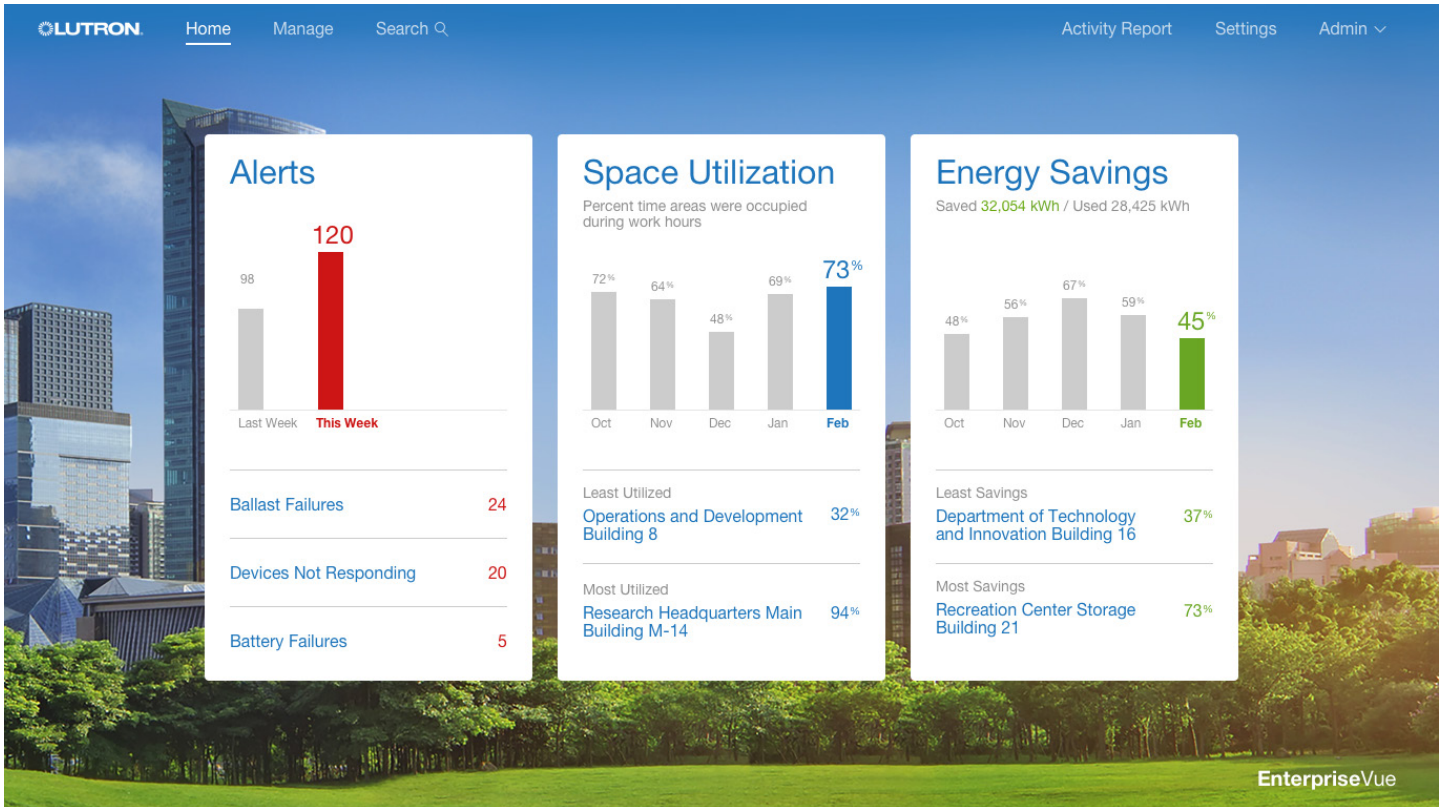 LUTRON
Home
Manage
Search
Activity Report
Settings
Admin
Alerts
120
98
Last Week
This Week
Ballast Failures
24
Devices Not Responding
20
Battery Failures
5
Space Utilization
Percent time areas were occupied
during work hours
72%
64%
48%
69%
73%
Oct
Nov
Dec
Jan
Feb
Least Utilized
Operations and Development
Building 8
32%
Most Utilized
Research Headquarters Main
Building M-14
94%
Energy Savings
Saved 32,054 kWh / Used 28,425 kWh
48%
56%
67%
59%
45%
Oct
Nov
Dec
Jan
Feb
Least Savings
Department of Technology
and Innovation Building 16
37%
Most Savings
Recreation Center Storage
Building 21
73%
EnterpriseVue